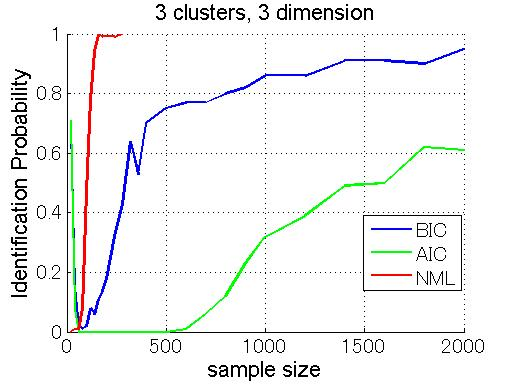 3 clusters, 3 dimension
Identification Probability
1
0.8
0.6
0.4
0.2
0
0 500 1000 1500 2000
sample size
BIC
AIC
NML